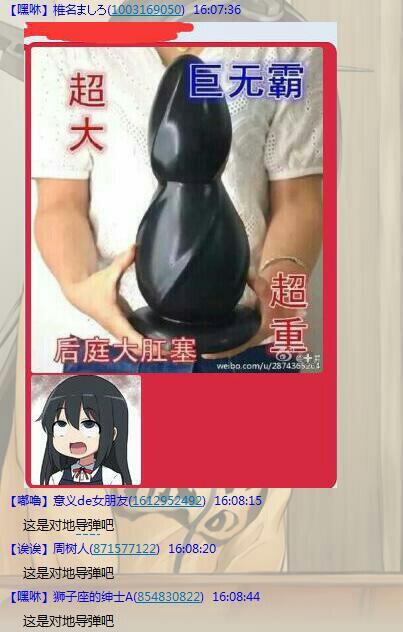 【嘿咻】椎名ましろ(1003169050)  16:07:36
超大
巨无霸
超重
后庭大肛塞
weibo.com/u/2874365264
【嘟噜】意义de女朋友(1612952492)  16:08:15
这是对地导弹吧
【诶诶】周树人(871577122)  16:08:20
这是对地导弹吧
【嘿咻】狮子座的绅士A(854830822)  16:08:44
这是对地导弹吧